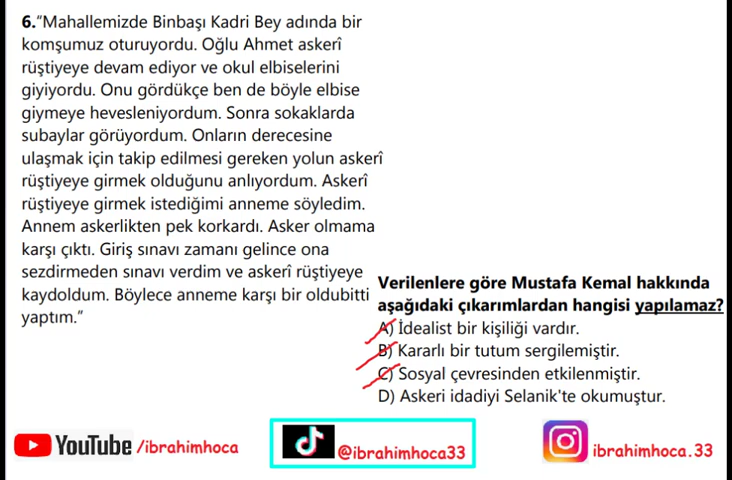 6."Mahallemizde Binbaşı Kadri Bey adında bir
komşumuz oturuyordu. Oğlu Ahmet askerî
rüştiyeye devam ediyor ve okul elbiselerini
giyiyordu. Onu gördükçe ben de böyle elbise
giymeye hevesleniyordum. Sonra sokaklarda
subaylar görüyordum. Onların derecesine
ulaşmak için takip edilmesi gereken yolun askerî
rüştiyeye girmek olduğunu anlıyordum. Askerî
rüştiyeye girmek istediğimi anneme söyledim.
Annem askerlikten pek korkardı. Asker olmama
karşı çıktı. Giriş sınavı zamanı gelince ona
sezdirmeden sınavı verdim ve askerî rüştiyeye
kaydoldum. Böylece anneme karşı bir oldubitti
yaptım."
Verilenlere göre Mustafa Kemal hakkında
aşağıdaki çıkarımlardan hangisi yapılamaz?
A) İdealist bir kişiliği vardır.
B) Kararlı bir tutum sergilemiştir.
C) Sosyal çevresinden etkilenmiştir.
D) Askeri idadiyi Selanik'te okumuştur.
YouTube /ibrahimhoca
@ibrahimhoca33
ibrahimhoca.33